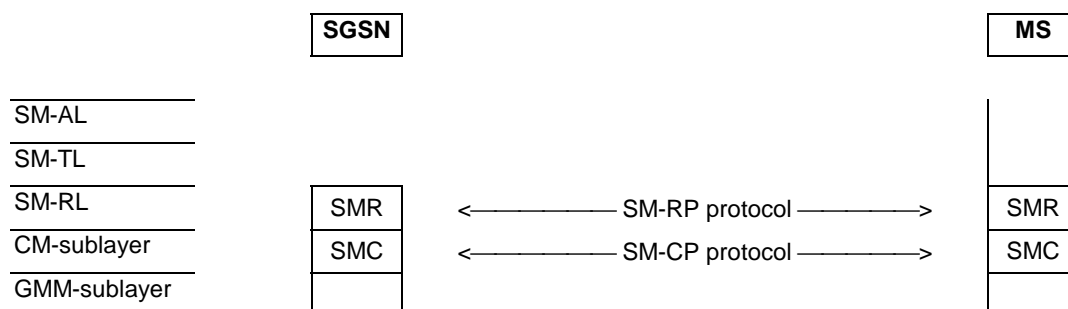 SGSN MS
SM-AL
SM-TL
SM-RL SMR <———————— SM-RP protocol ——————> SMR
CM-sublayer SMC <———————— SM-CP protocol ——————> SMC
GMM-sublayer